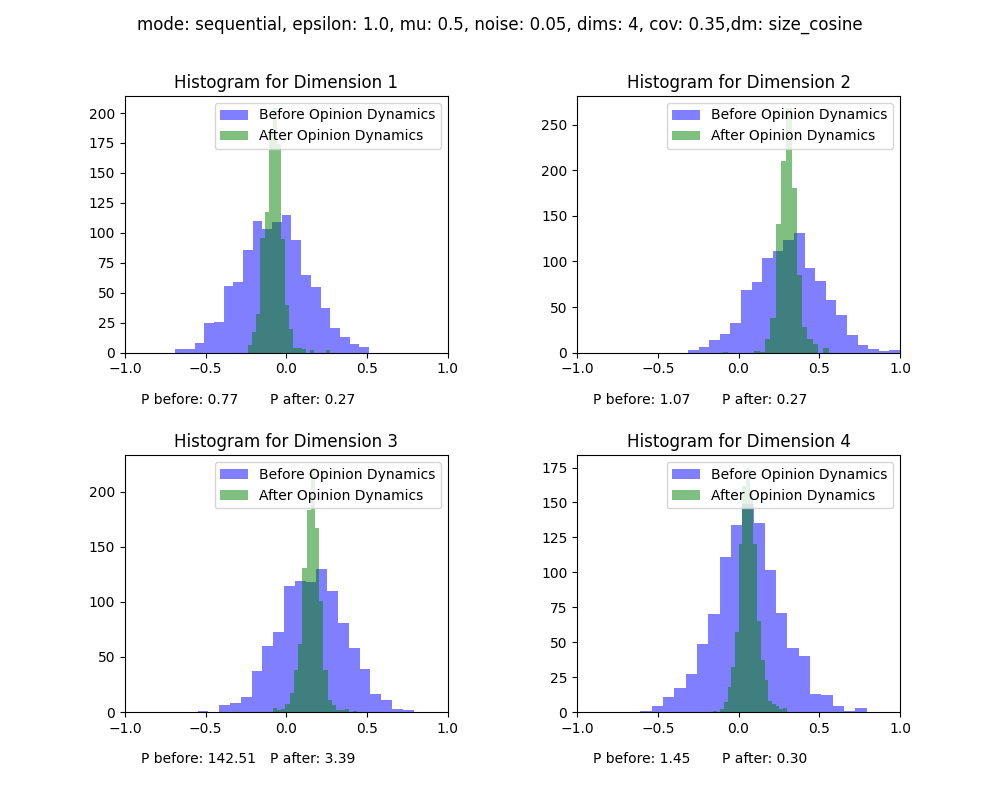 mode: sequential, epsilon: 1.0, mu: 0.5, noise: 0.05, dims: 4, cov: 0.35,dm: size_cosine
Histogram for Dimension 1
Before Opinion Dynamics
After Opinion Dynamics
200
175
150
125
100
75
50
25
0
−1.0 −0.5 0.0 0.5 1.0
P before: 0.77 P after: 0.27
Histogram for Dimension 2
Before Opinion Dynamics
After Opinion Dynamics
250
200
150
100
50
0
−1.0 −0.5 0.0 0.5 1.0
P before: 1.07 P after: 0.27
Histogram for Dimension 3
Before Opinion Dynamics
After Opinion Dynamics
200
150
100
50
0
−1.0 −0.5 0.0 0.5 1.0
P before: 142.51 P after: 3.39
Histogram for Dimension 4
Before Opinion Dynamics
After Opinion Dynamics
175
150
125
100
75
50
25
0
−1.0 −0.5 0.0 0.5 1.0
P before: 1.45 P after: 0.30